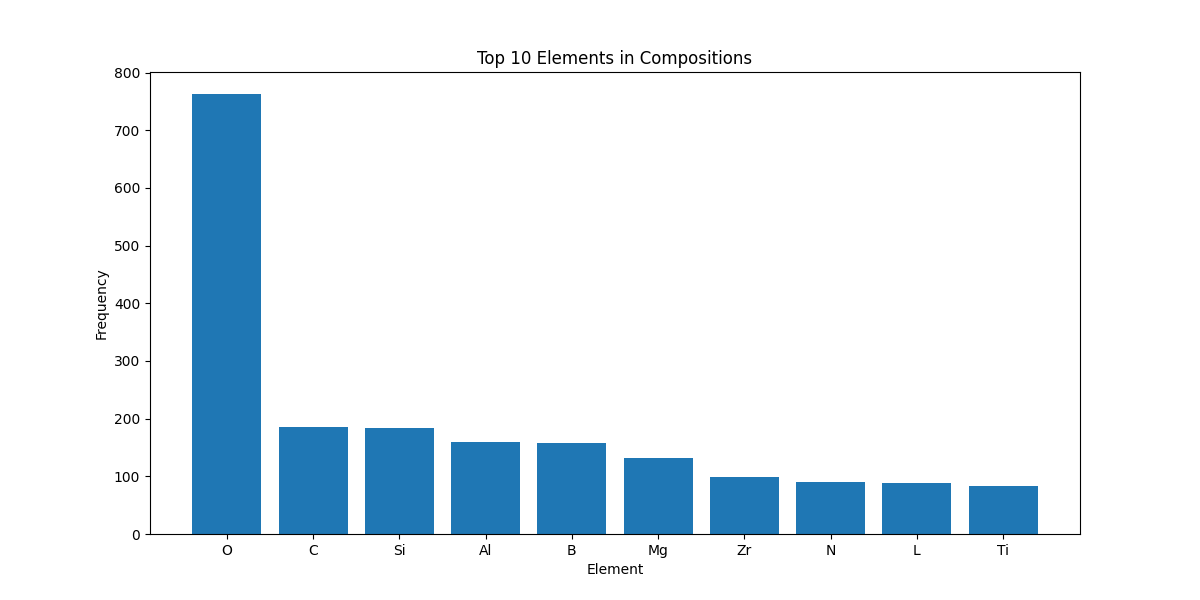 Top 10 Elements in Compositions
800
700
600
500
400
300
200
100
0
Frequency
O C Si Al B Mg Zr N L Ti
Element